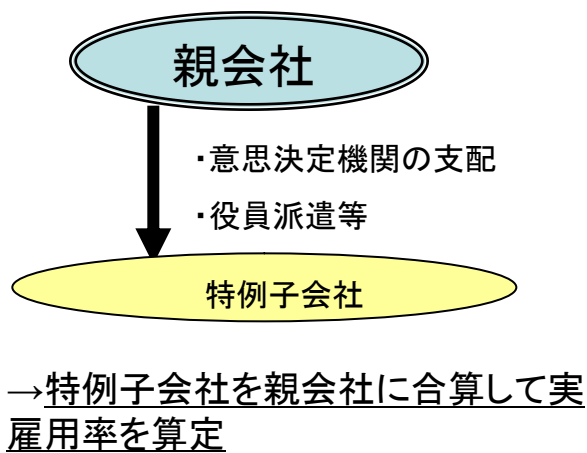 親会社
・意思決定機関の支配
・役員派遣等
特例子会社
→特例子会社を親会社に合算して実
雇用率を算定